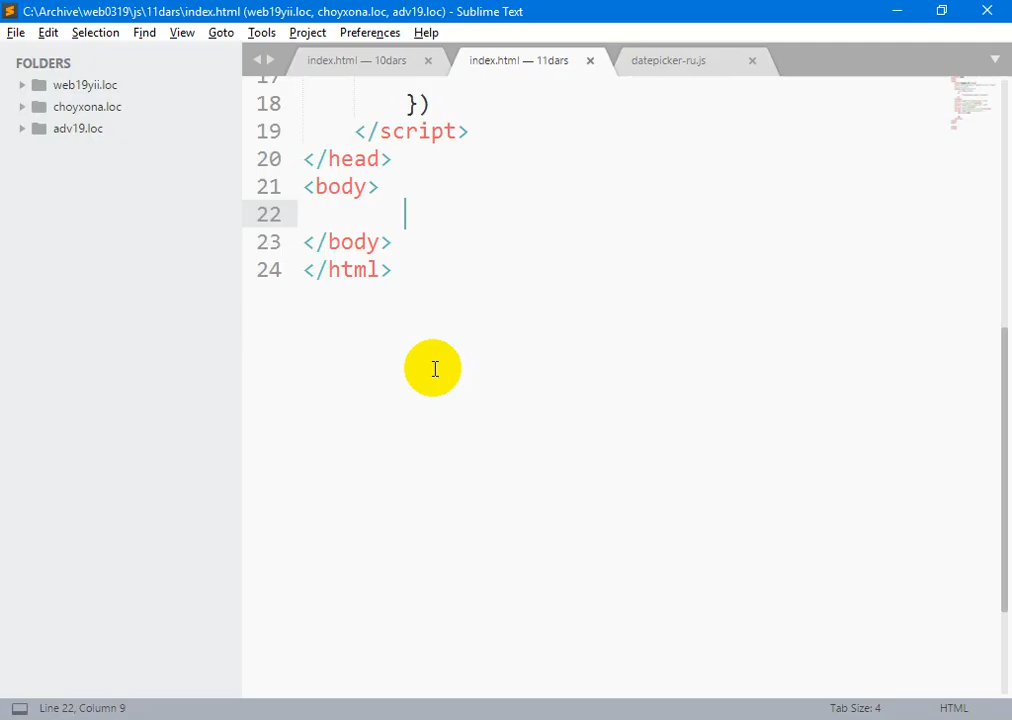 C:\Archive\web0319\js\11dars\index.html (web19yii.loc, choyxona.loc, adv19.loc) - Sublime Text
File Edit Selection Find View Goto Tools Project Preferences Help
FOLDERS
web19yii.loc
choyxona.loc
adv19.loc
index.html — 10dars
index.html — 11dars
datepicker-ru.js
17
18 })
19 </script>
20 </head>
21 <body>
22
23 </body>
24 </html>
Line 22, Column 9
Tab Size: 4
HTML